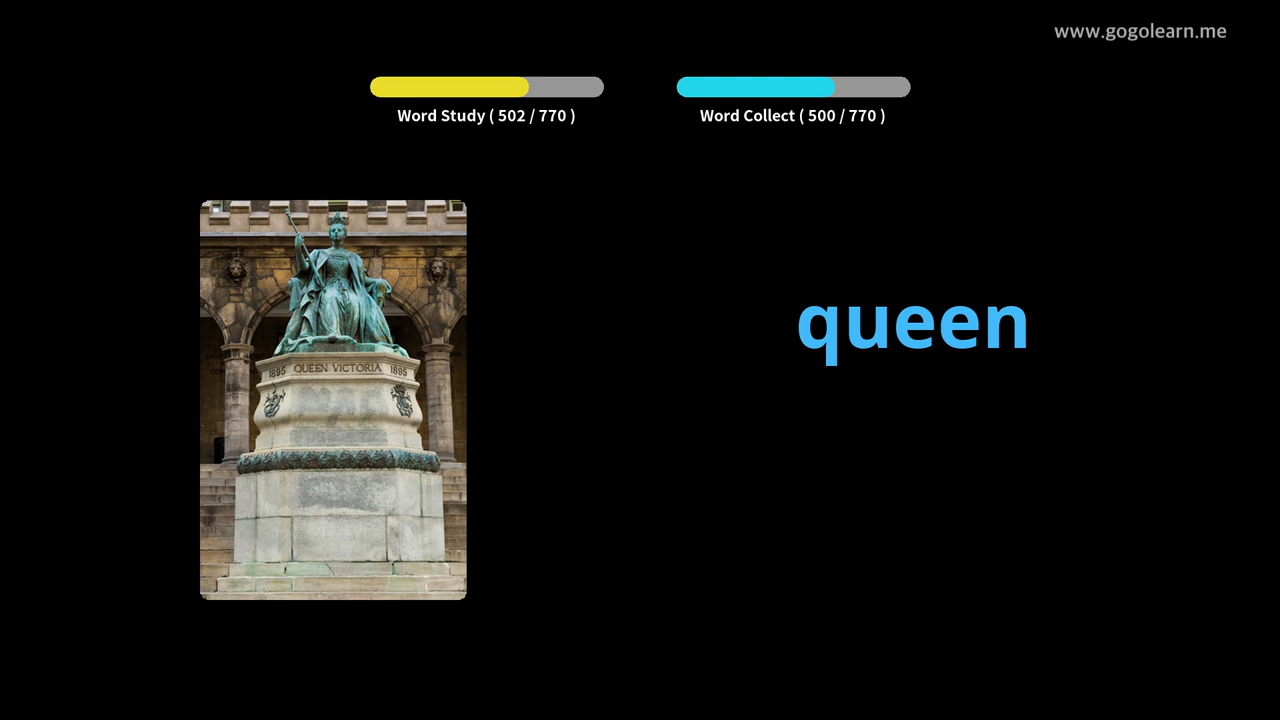 www.gogolearn.me
Word Study ( 502 / 770 )
Word Collect ( 500 / 770 )
queen
1895 QUEEN VICTORIA 1895